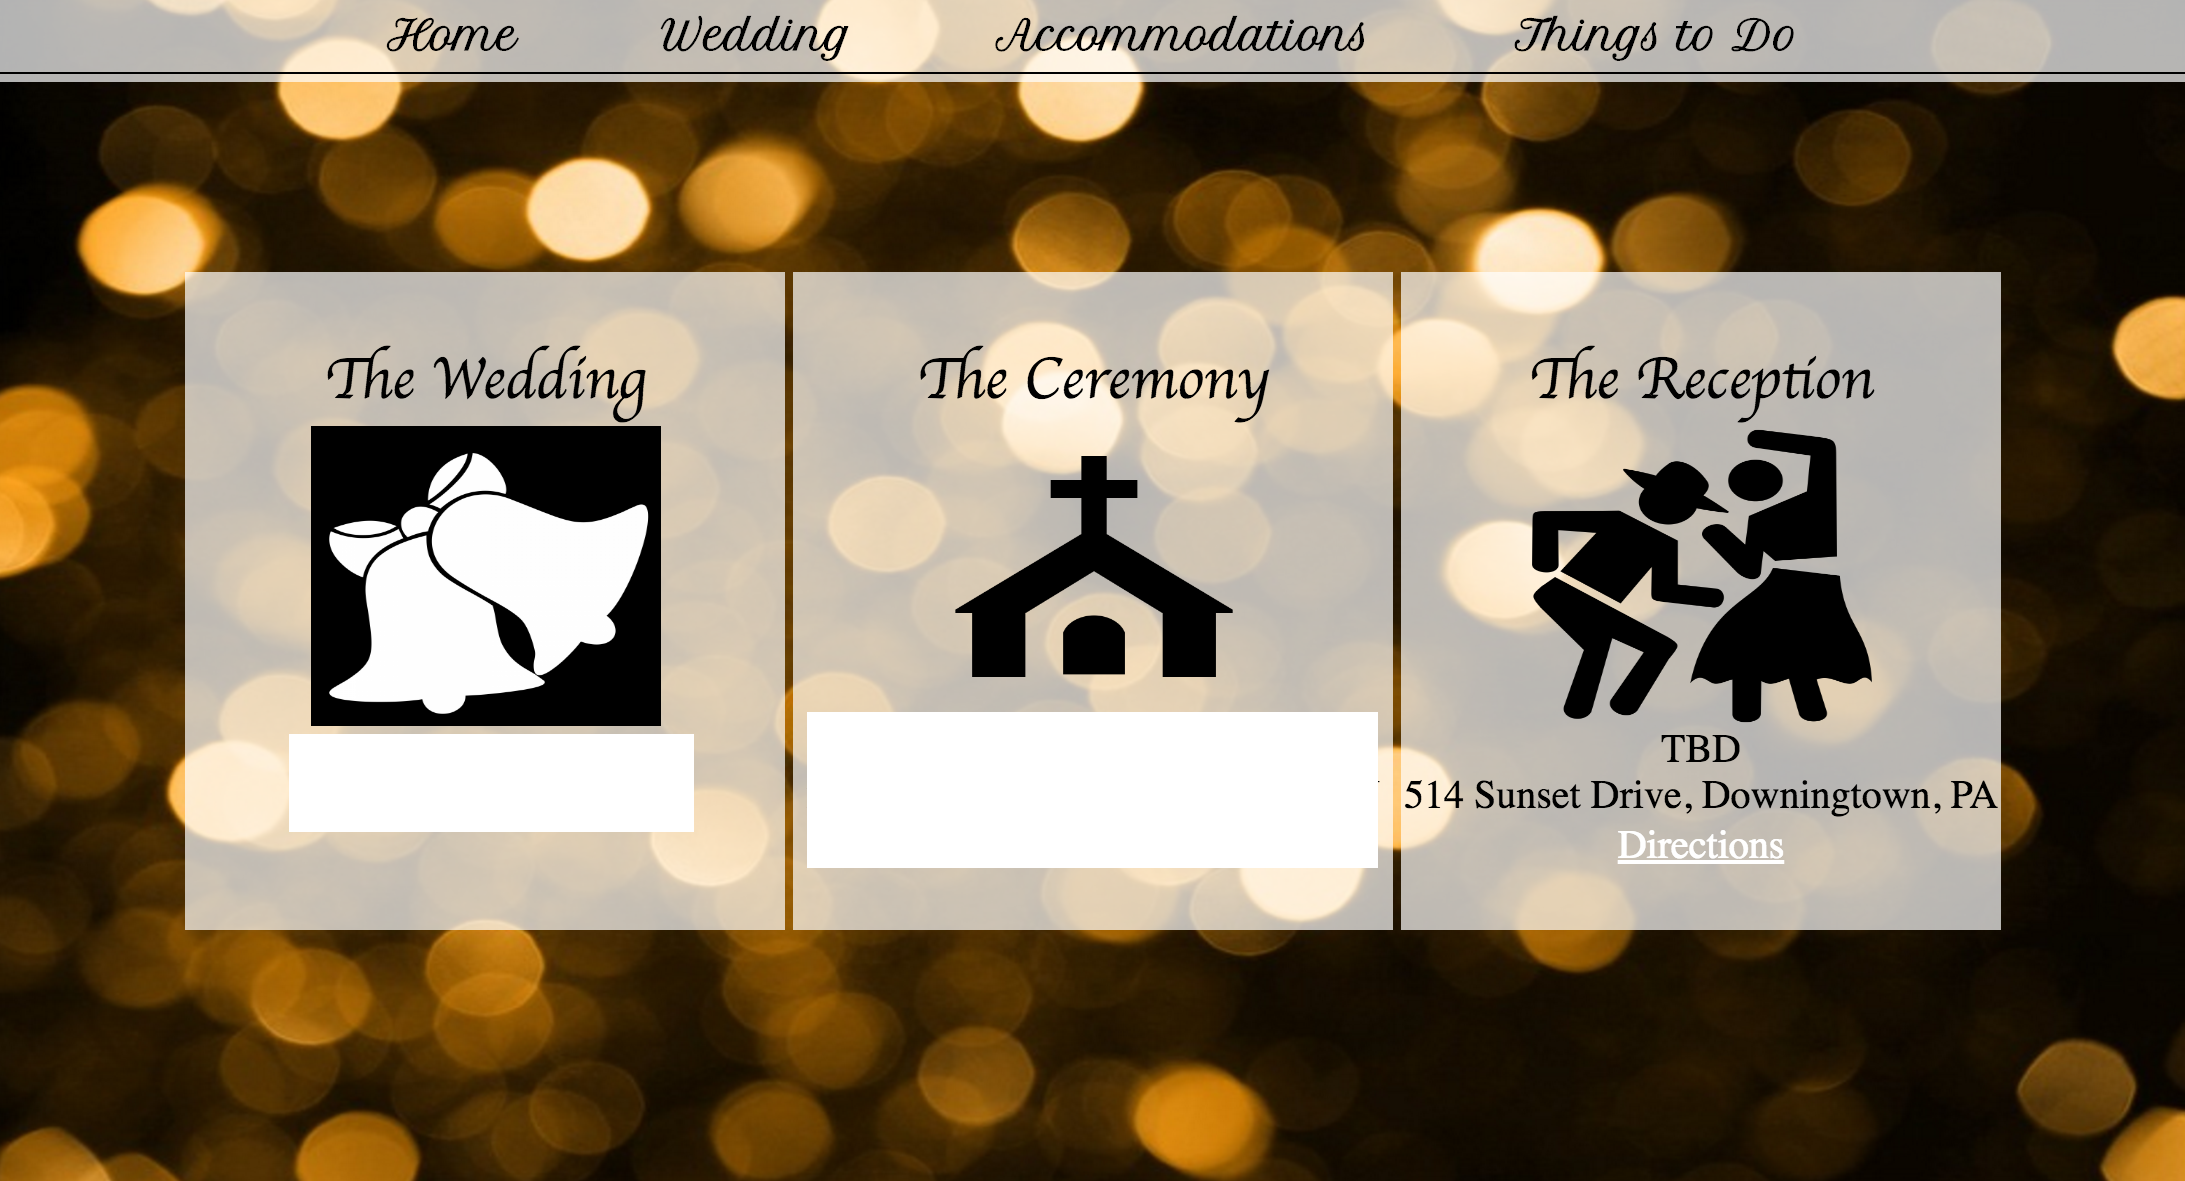 Home Wedding Accommodations Things to Do
The Wedding
The Ceremony
The Reception
TBD
514 Sunset Drive, Downingtown, PA
Directions